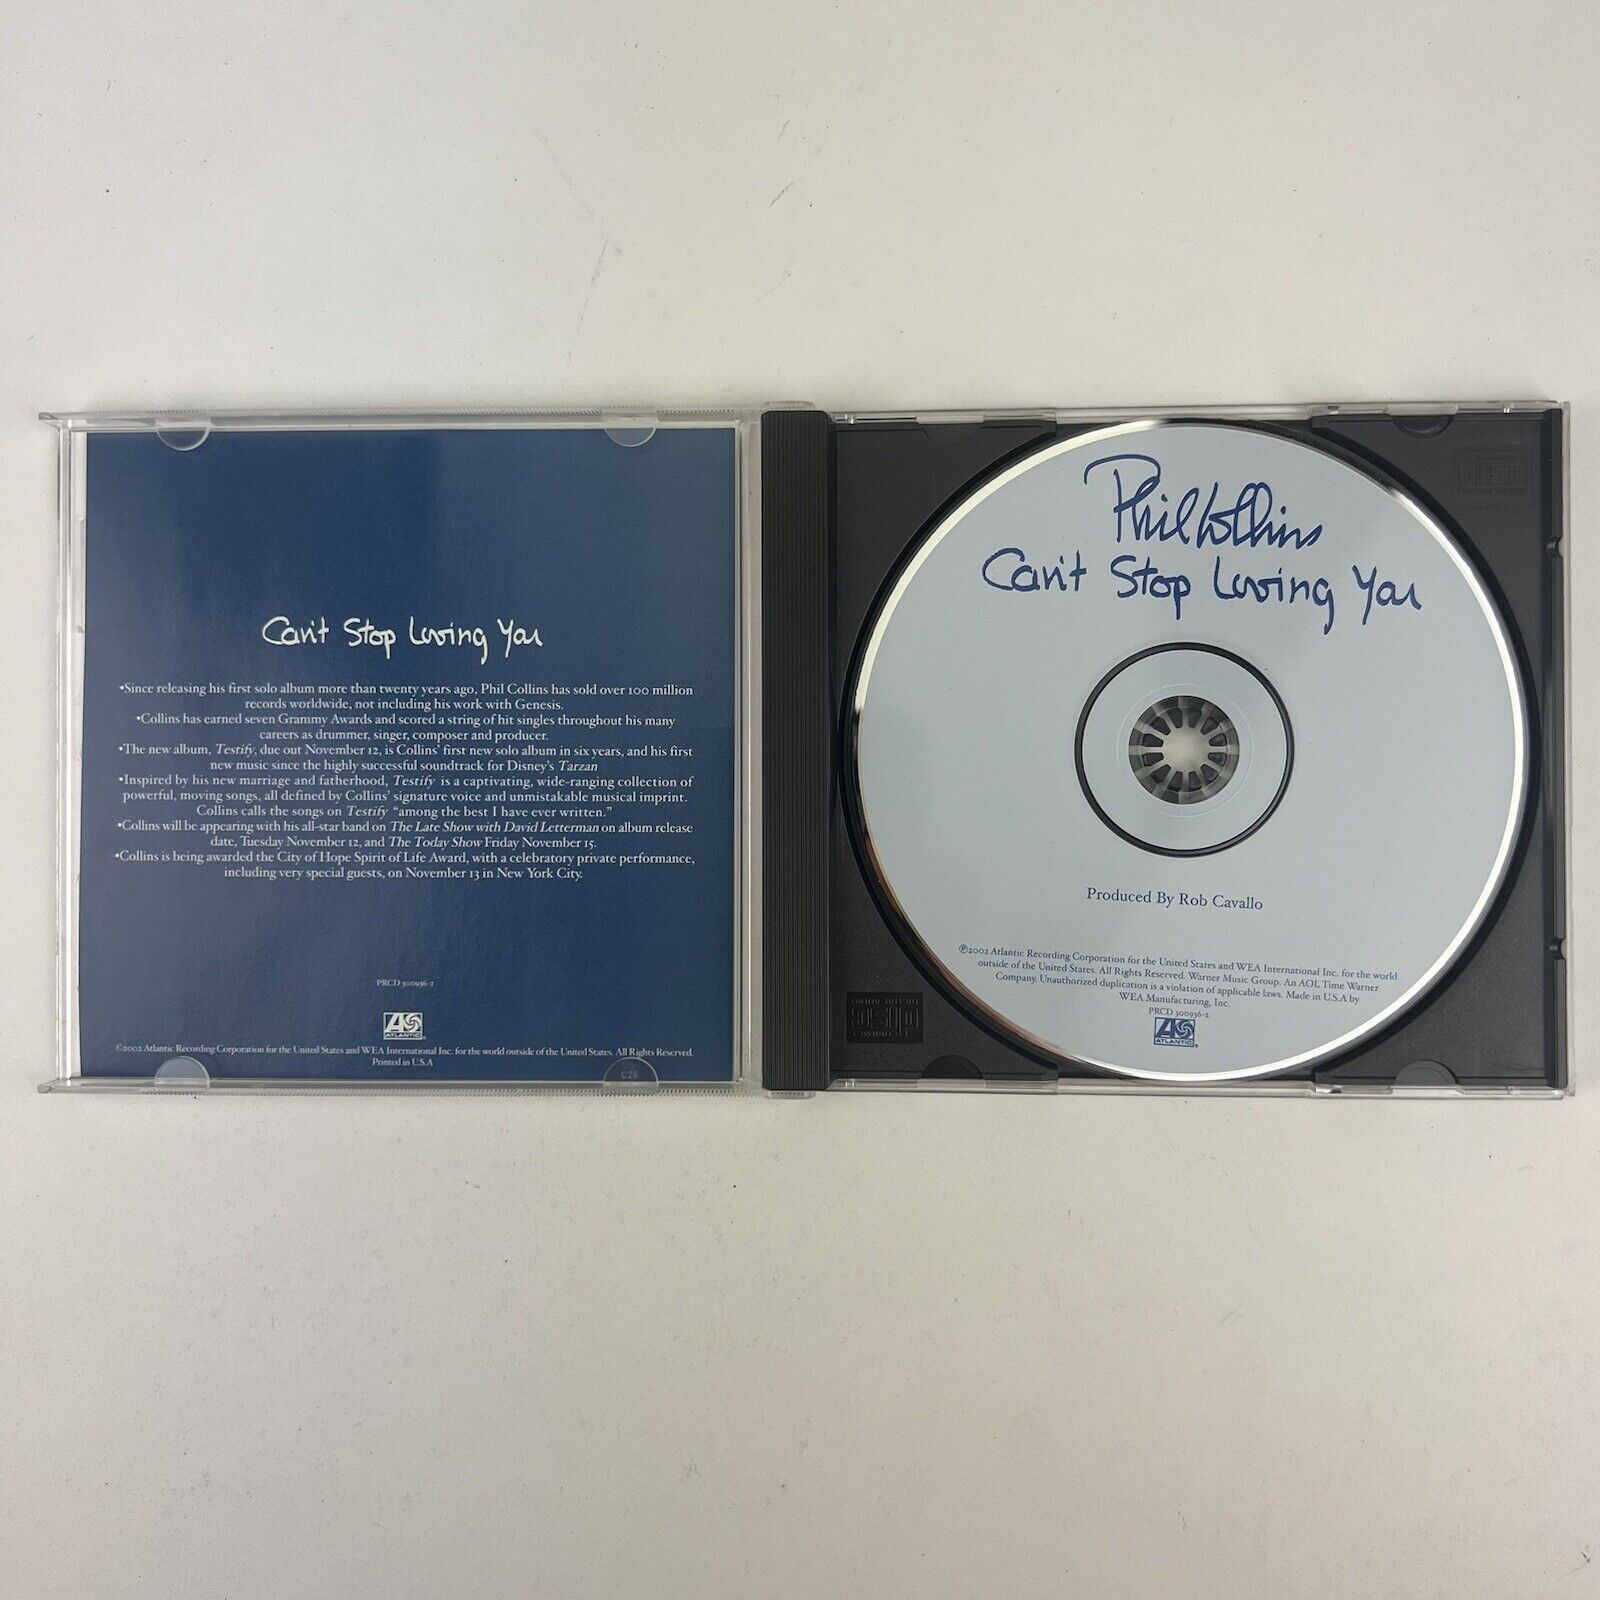 Can't Stop Loving You
•Since releasing his first solo album more than twenty years ago, Phil Collins has sold over 100 million
records worldwide, not including his work with Genesis.
•Collins has earned seven Grammy Awards and scored a string of hit singles throughout his many
careers as drummer, singer, composer and producer.
•The new album, Testify, due out November 12, is Collins' first new solo album in six years, and his first
new music since the highly successful soundtrack for Disney's Tarzan
•Inspired by his new marriage and fatherhood, Testify is a captivating, wide-ranging collection of
powerful, moving songs, all defined by Collins' signature voice and unmistakable musical imprint.
Collins calls the songs on Testify "among the best I have ever written."
•Collins will be appearing with his all-star band on The Late Show with David Letterman on album release
date, Tuesday November 12, and The Today Show Friday November 15.
•Collins is being awarded the City of Hope Spirit of Life Award, with a celebratory private performance,
including very special guests, on November 13 in New York City.
PRCD 300936-2
ATLANTIC
©2002 Atlantic Recording Corporation for the United States and WEA International Inc. for the world outside of the United States. All Rights Reserved.
Printed in U.S.A
C26
Phil Collins
Can't Stop Loving You
Produced By Rob Cavallo
℗2002 Atlantic Recording Corporation for the United States and WEA International Inc. for the world
outside of the United States. All Rights Reserved. Warner Music Group. An AOL Time Warner
Company. Unauthorized duplication is a violation of applicable laws. Made in U.S.A by
WEA Manufacturing, Inc.
PRCD 300936-2
ATLANTIC
COMPACT
disc
DIGITAL AUDIO